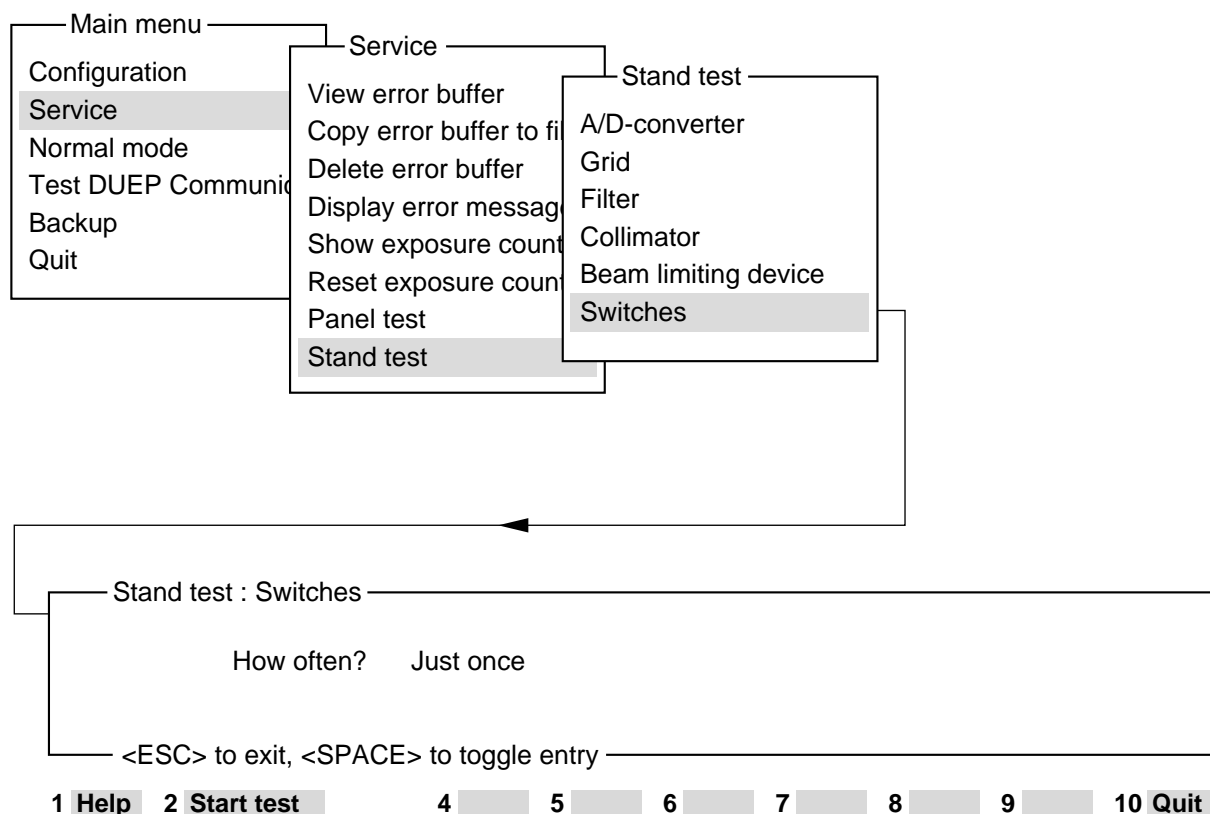 Main menu
Configuration
Service
Normal mode
Test DUEP Communic
Backup
Quit
Service
View error buffer
Copy error buffer to fil
Delete error buffer
Display error messag
Show exposure count
Reset exposure coun
Panel test
Stand test
Stand test
A/D-converter
Grid
Filter
Collimator
Beam limiting device
Switches
Stand test : Switches
How often? Just once
<ESC> to exit, <SPACE> to toggle entry
1 Help 2 Start test 4 5 6 7 8 9 10 Quit